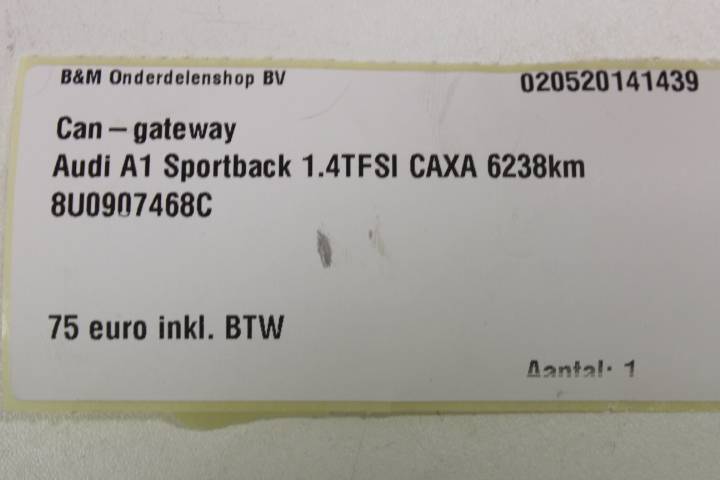 B&M Onderdelenshop BV
020520141439
Can – gateway
Audi A1 Sportback 1.4TFSI CAXA 6238km
8U0907468C
75 euro inkl. BTW
Aantal: 1